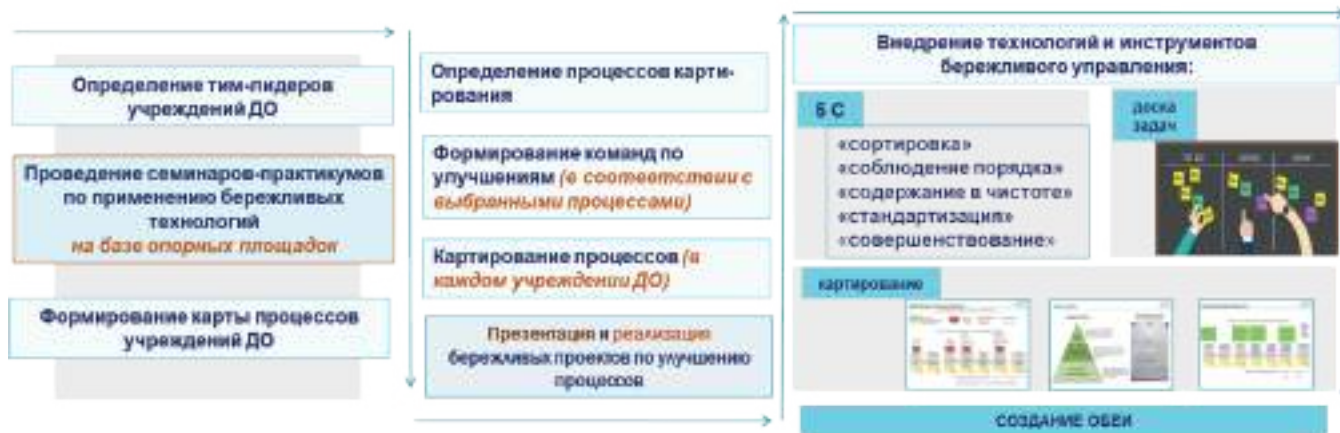 Определение тим-лидеров
учреждений ДО
Проведение семинаров-практикумов
по применению бережливых
технологий
на базе опорных площадок
Формирование карты процессов
учреждений ДО
Определение процессов карти-
рования
Формирование команд по
улучшениям (в соответствии с
выбранными процессами)
Картирование процессов (в
каждом учреждении ДО)
Презентация и реализация
бережливых проектов по улучшению
процессов
Внедрение технологий и инструментов
бережливого управления:
5 С
«сортировка»
«соблюдение порядка»
«содержание в чистоте»
«стандартизация»
«совершенствование»
доска
задач
картирование
СОЗДАНИЕ ОБЕИ